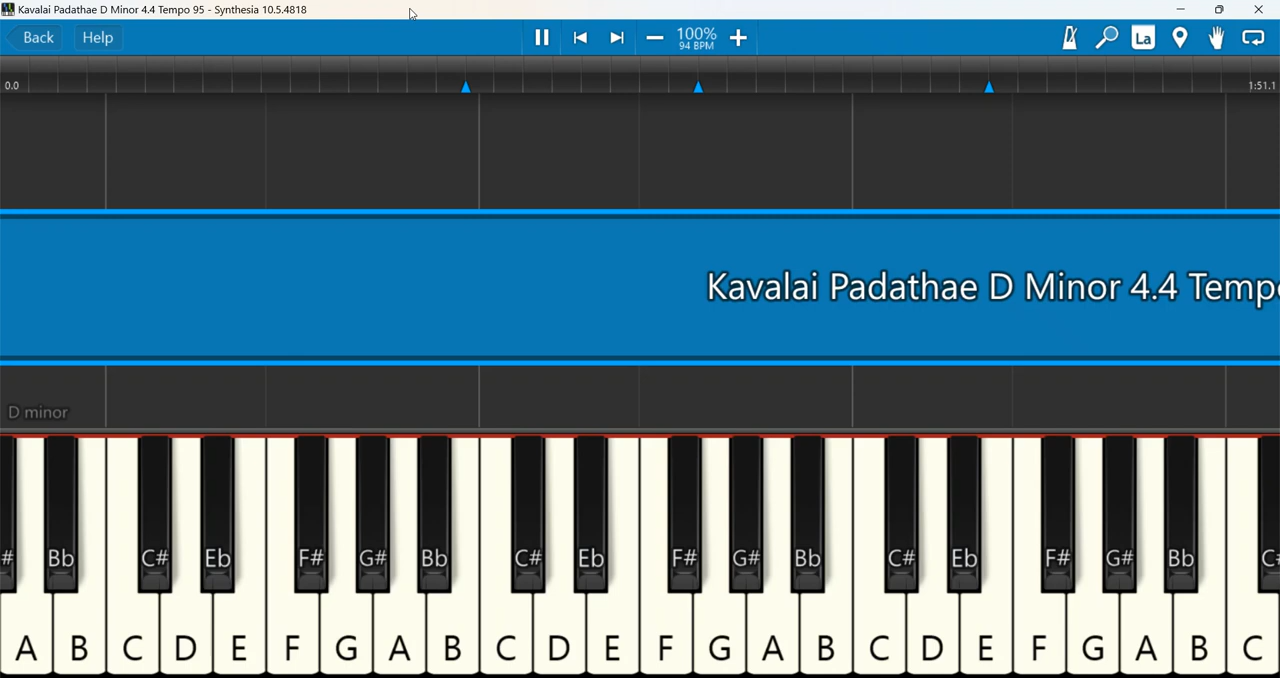 Kavalai Padathae D Minor 4.4 Tempo 95 - Synthesia 10.5.4818
Back Help 100% La
94 BPM
0.0 1:51.1
Kavalai Padathae D Minor 4.4 Temp
D minor
# Bb C# Eb F# G# Bb C# Eb F# G# Bb C# Eb F# G# Bb C#
A B C D E F G A B C D E F G A B C D E F G A B C